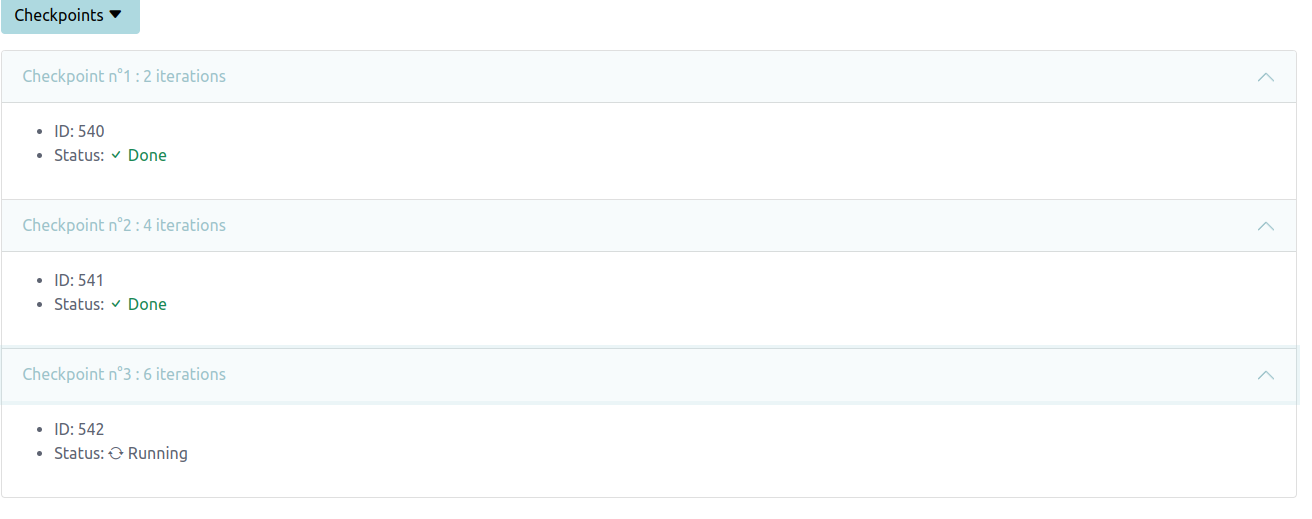 Checkpoints
Checkpoint n°1 : 2 iterations
ID: 540
Status: Done
Checkpoint n°2 : 4 iterations
ID: 541
Status: Done
Checkpoint n°3 : 6 iterations
ID: 542
Status: Running